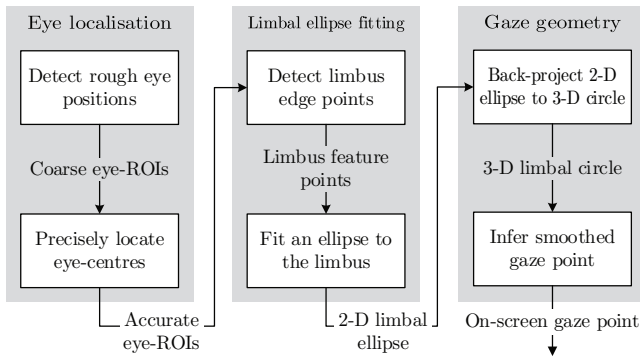 Eye localisation
Detect rough eye
positions
Coarse eye-ROIs
Precisely locate
eye-centres
Accurate
eye-ROIs
Limbal ellipse fitting
Detect limbus
edge points
Limbus feature
points
Fit an ellipse to
the limbus
2-D limbal
ellipse
Gaze geometry
Back-project 2-D
ellipse to 3-D circle
3-D limbal circle
Infer smoothed
gaze point
On-screen gaze point